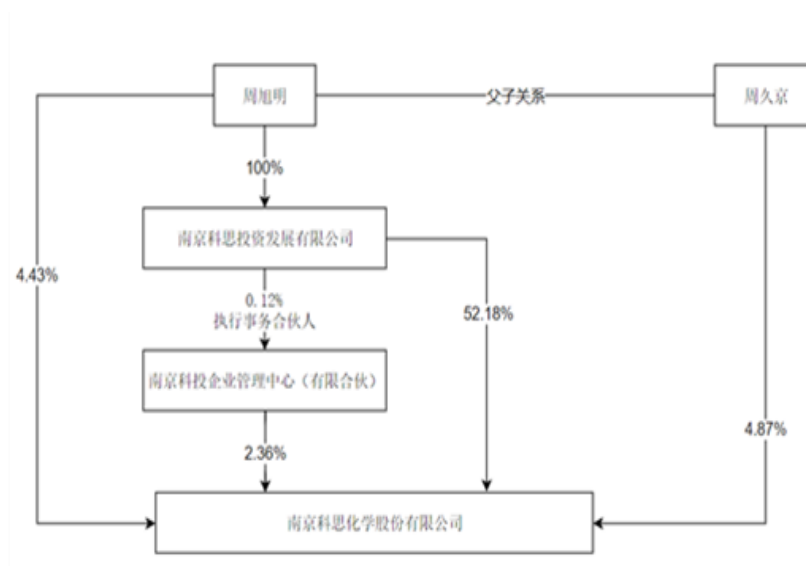 周旭明
父子关系
周久京
100%
南京科思投资发展有限公司
4.43%
0.12%
执行事务合伙人
52.18%
南京科投企业管理中心（有限合伙）
4.87%
2.36%
南京科思化学股份有限公司